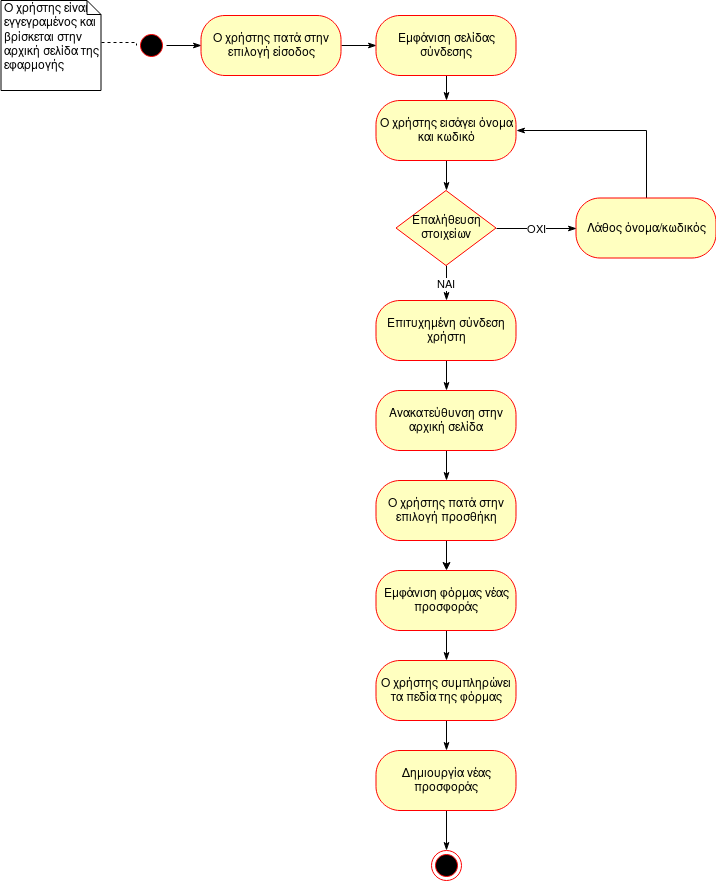 Ο χρήστης είναι
εγγεγραμένος και
βρίσκεται στην
αρχική σελίδα της
εφαρμογής
Ο χρήστης πατά στην
επιλογή είσοδος
Εμφάνιση σελίδας
σύνδεσης
Ο χρήστης εισάγει όνομα
και κωδικό
Επαλήθευση
στοιχείων
ΟΧΙ
Λάθος όνομα/κωδικός
ΝΑΙ
Επιτυχημένη σύνδεση
χρήστη
Ανακατεύθυνση στην
αρχική σελίδα
Ο χρήστης πατά στην
επιλογή προσθήκη
Εμφάνιση φόρμας νέας
προσφοράς
Ο χρήστης συμπληρώνει
τα πεδία της φόρμας
Δημιουργία νέας
προσφοράς